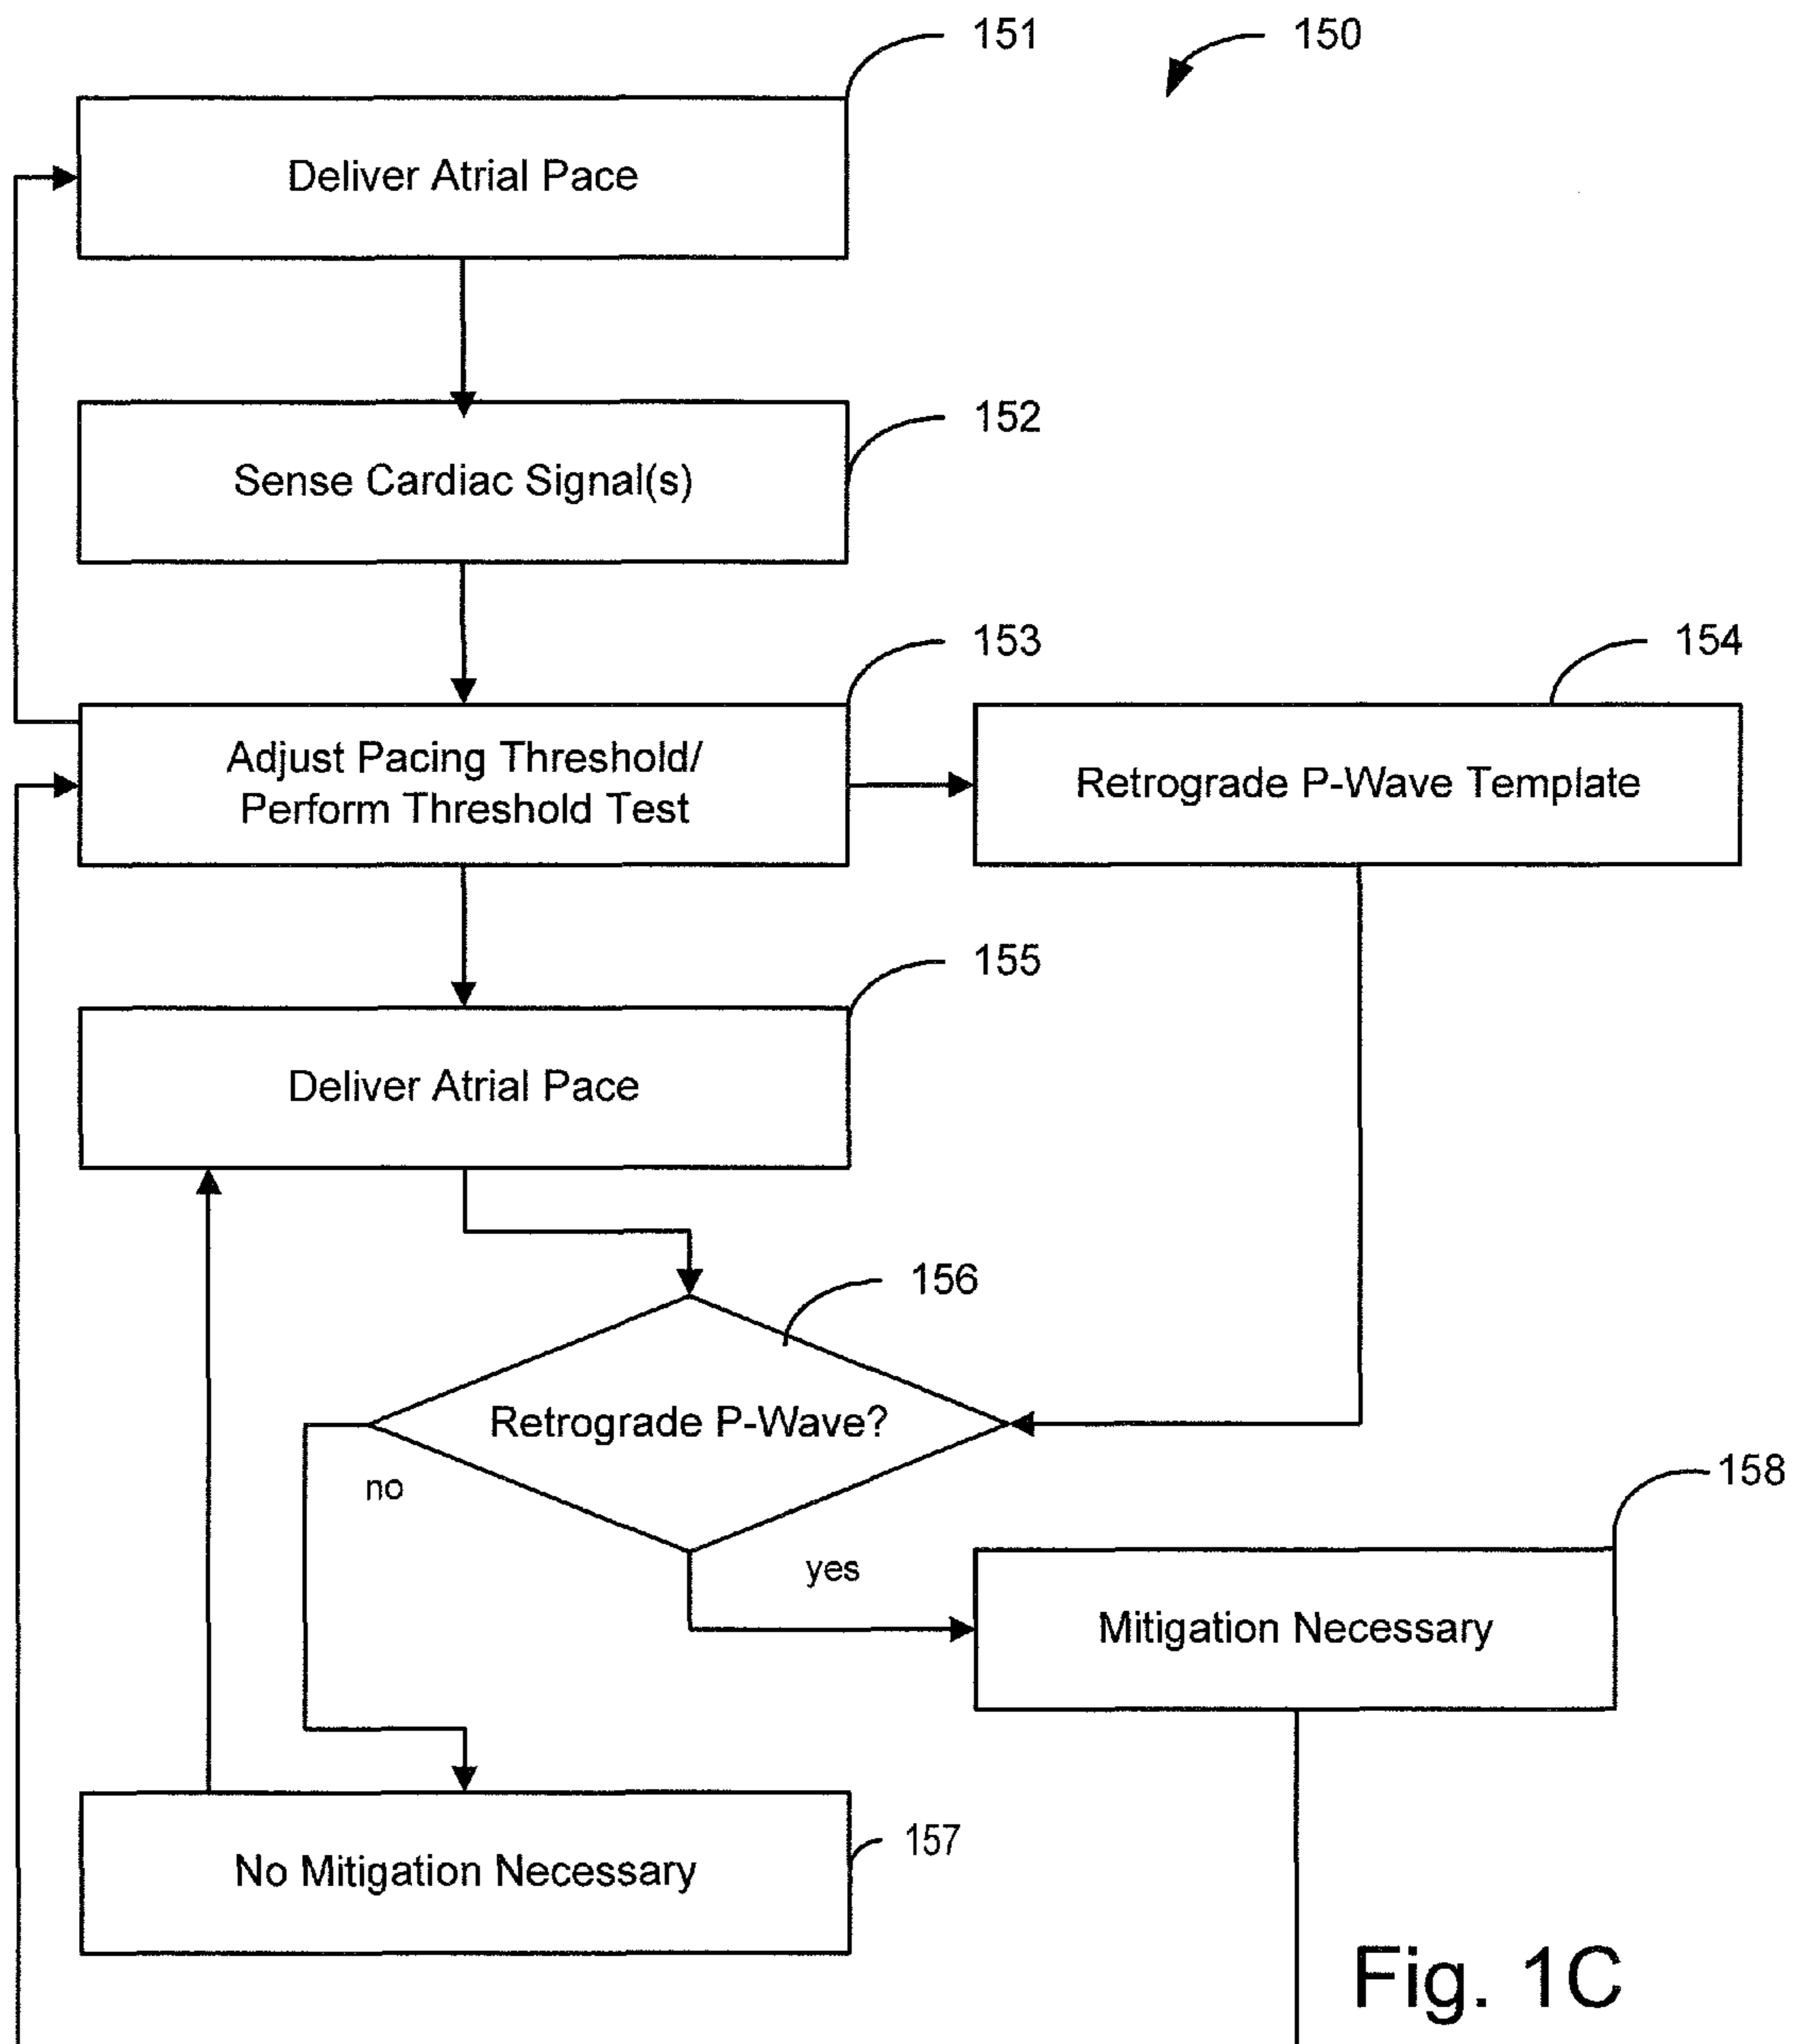 151
150
Deliver Atrial Pace
152
Sense Cardiac Signal(s)
153
154
Adjust Pacing Threshold/
Perform Threshold Test
Retrograde P-Wave Template
155
Deliver Atrial Pace
156
Retrograde P-Wave?
no
158
yes
Mitigation Necessary
157
No Mitigation Necessary
Fig. 1C